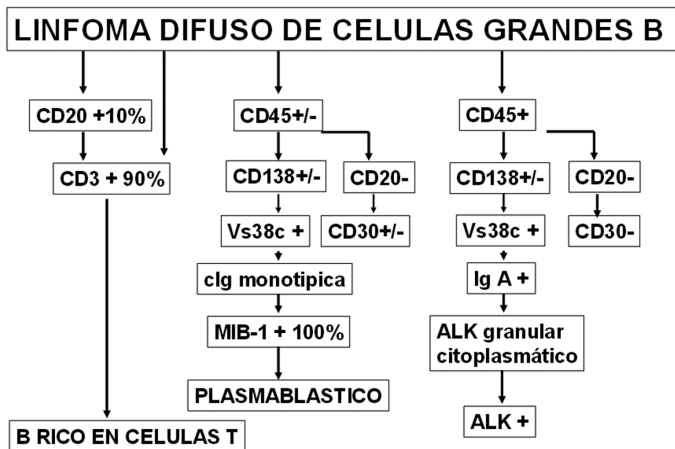 LINFOMA DIFUSO DE CELULAS GRANDES B
CD20 +10%
CD45+/-
CD45+
CD3 + 90%
CD138+/-
CD20-
CD138+/-
CD20-
Vs38c +
CD30+/-
Vs38c +
CD30-
cIg monotipica
Ig A +
MIB-1 + 100%
ALK granular
citoplasmático
PLASMABLASTICO
ALK +
B RICO EN CELULAS T